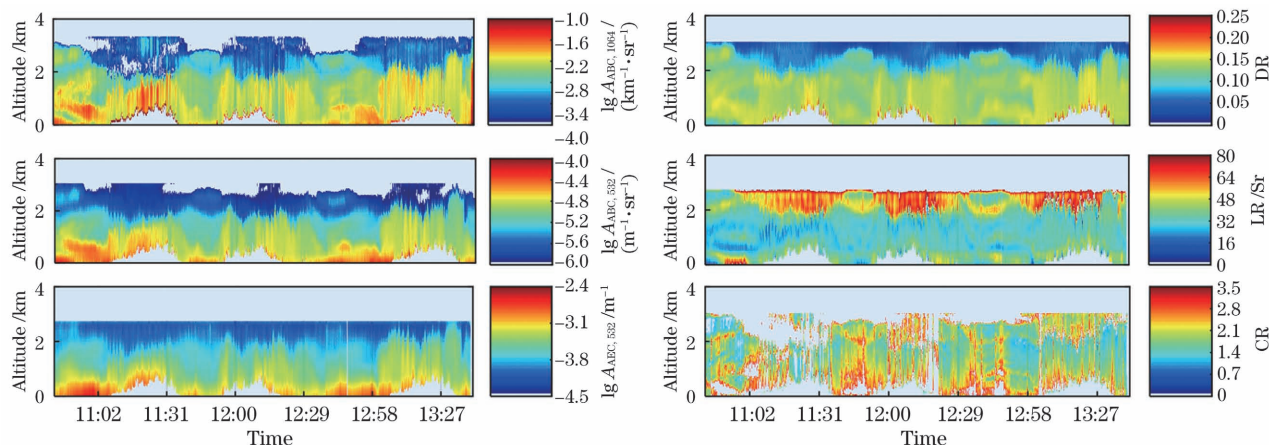 Altitude /km
4
2
0
−1.0
−1.6
−2.2
−2.8
−3.4
−4.0
lg A_ABC, 1064 /
(km⁻¹·sr⁻¹)
Altitude /km
4
2
0
0.25
0.20
0.15
0.10
0.05
0
DR
Altitude /km
4
2
0
−4.0
−4.4
−4.8
−5.2
−5.6
−6.0
lg A_ABC, 532 /
(m⁻¹·sr⁻¹)
Altitude /km
4
2
0
80
64
48
32
16
0
LR /Sr
Altitude /km
4
2
0
−2.4
−3.1
−3.8
−4.5
lg A_AEC, 532 /m⁻¹
11:02 11:31 12:00 12:29 12:58 13:27
Time
Altitude /km
4
2
0
3.5
2.8
2.1
1.4
0.7
0
CR
11:02 11:31 12:00 12:29 12:58 13:27
Time